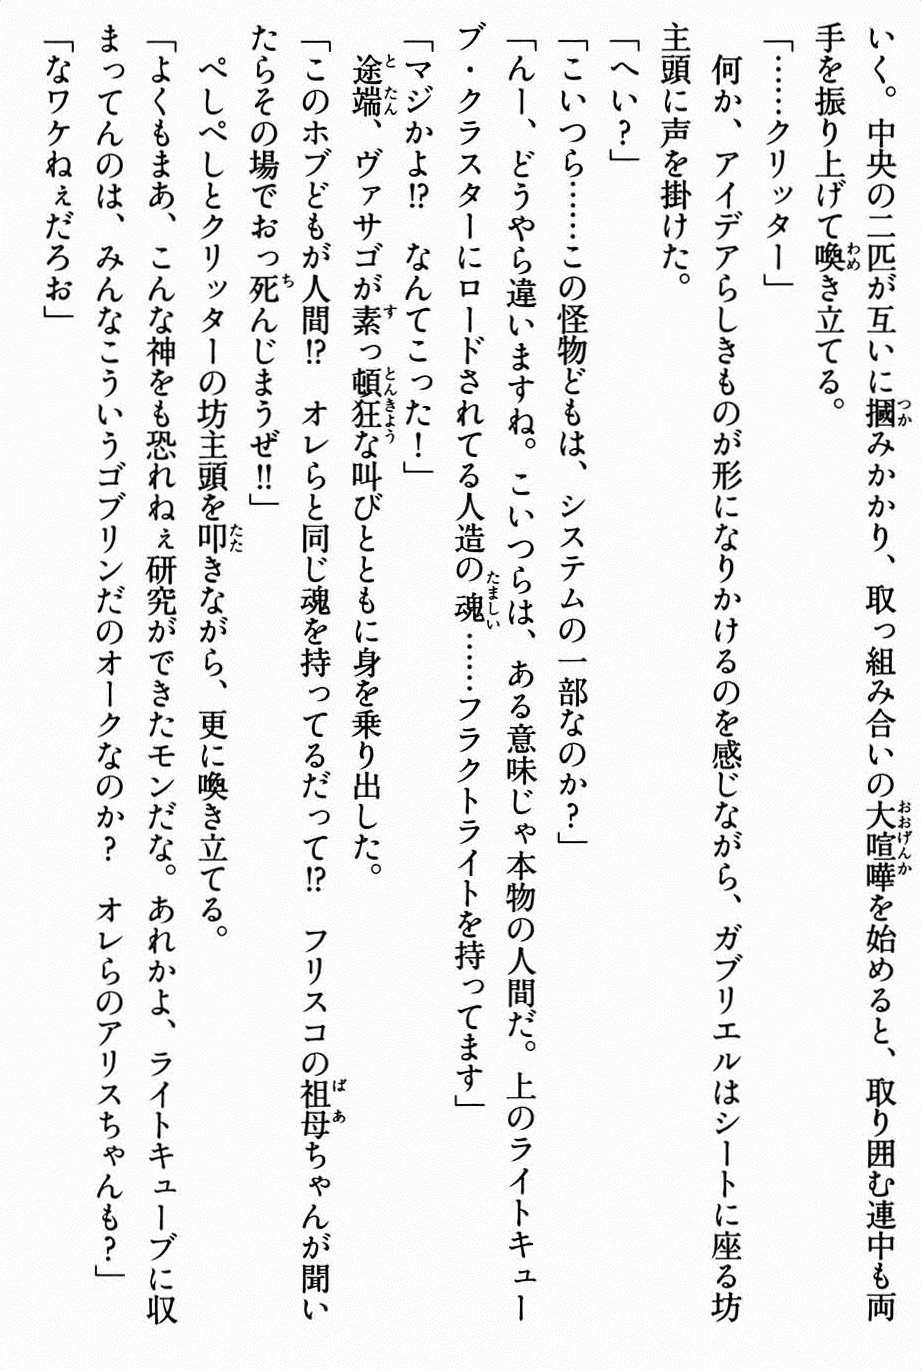 いく。中央の二匹が互いに摑みかかり、取っ組み合いの大喧嘩を始めると、取り囲む連中も両
手を振り上げて喚き立てる。
「……クリッター」
　何か、アイデアらしきものが形になりかけるのを感じながら、ガブリエルはシートに座る坊
主頭に声を掛けた。
「へい？」
「こいつら……この怪物どもは、システムの一部なのか？」
「んー、どうやら違いますね。こいつらは、ある意味じゃ本物の人間だ。上のライトキュー
ブ・クラスターにロードされてる人造の魂……フラクトライトを持ってます」
「マジかよ!?　なんてこった！」
　途端、ヴァサゴが素っ頓狂な叫びとともに身を乗り出した。
「このホブどもが人間!?　オレらと同じ魂を持ってるだって!?　フリスコの祖母ちゃんが聞い
たらその場でおっ死んじまうぜ!!」
　ぺしぺしとクリッターの坊主頭を叩きながら、更に喚き立てる。
「よくもまあ、こんな神をも恐れねぇ研究ができたモンだな。あれかよ、ライトキューブに収
まってんのは、みんなこういうゴブリンだのオークなのか？　オレらのアリスちゃんも？」
「なワケねぇだろぉ」